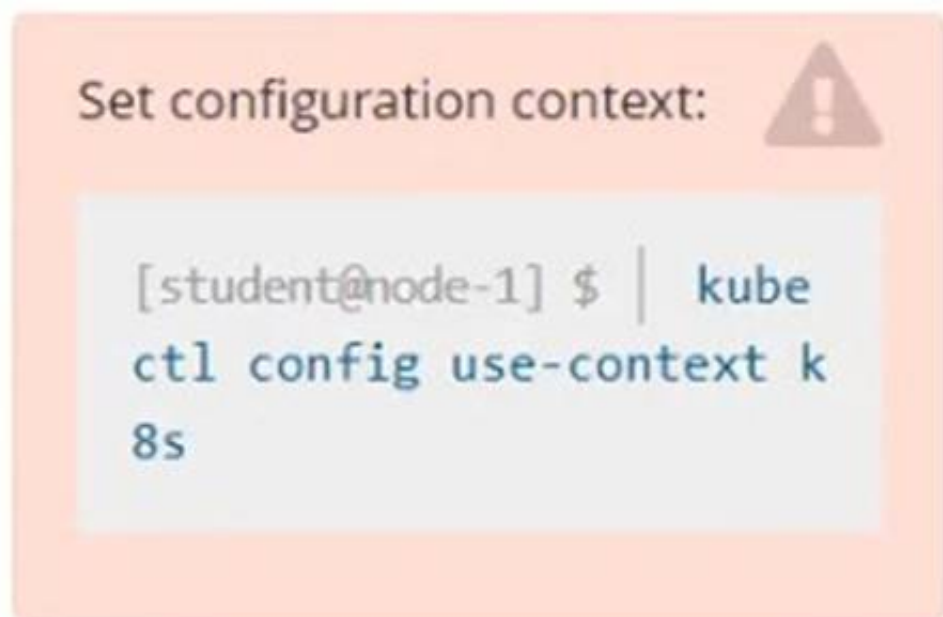 Set configuration context:
[student@node-1] $ | kube
ctl config use-context k
8s